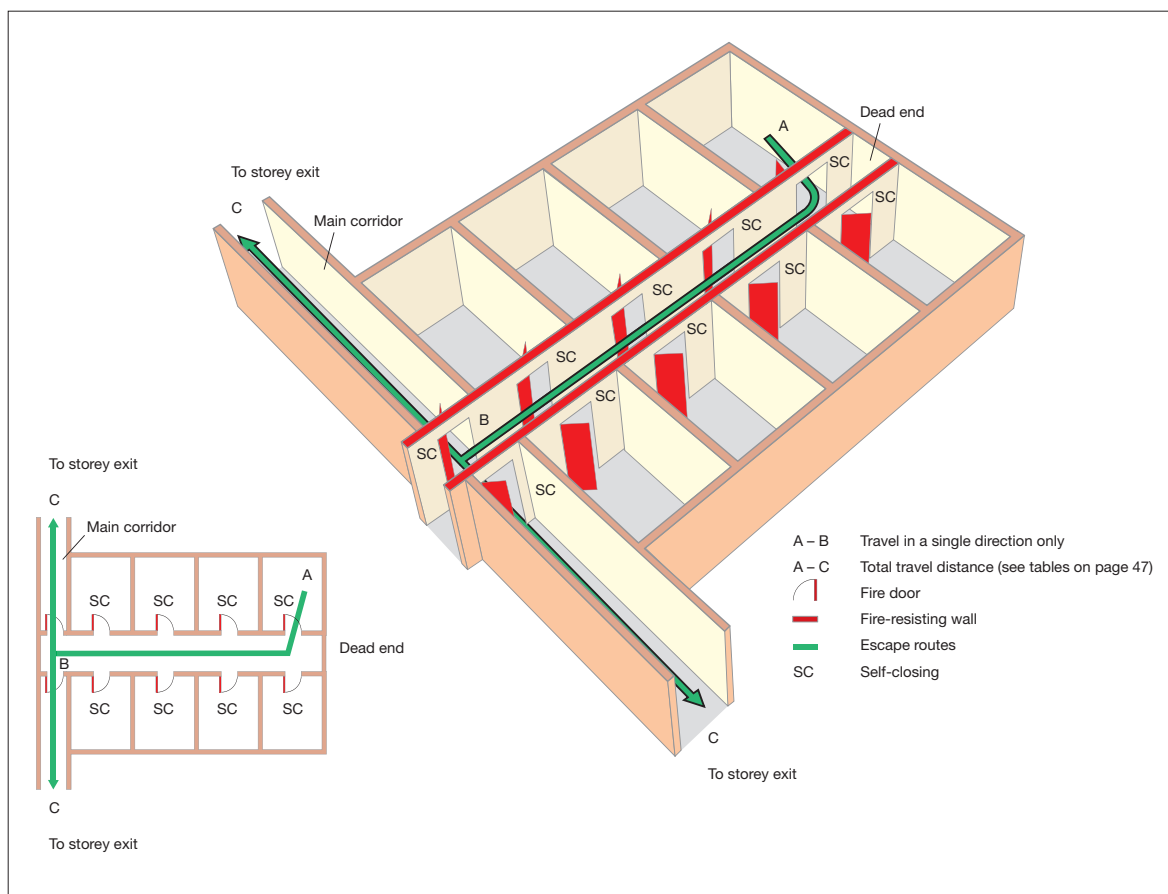 A
Dead end
To storey exit
C
Main corridor
SC
SC
SC
SC
SC
SC
SC
SC
B
SC
SC
C
To storey exit
To storey exit
C
Main corridor
A
SC
SC
SC
SC
Dead end
B
SC
SC
SC
SC
C
To storey exit
A – B Travel in a single direction only
A – C Total travel distance (see tables on page 47)
Fire door
Fire-resisting wall
Escape routes
SC Self-closing